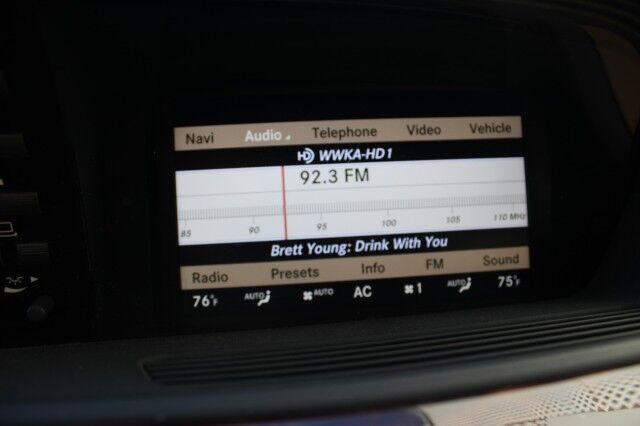 Navi Audio Telephone Video Vehicle
HD WWKA-HD1
92.3 FM
85 90 95 100 105 110 MHz
Brett Young: Drink With You
Radio Presets Info FM Sound
76°F AUTO AUTO AC 1 AUTO 75°F